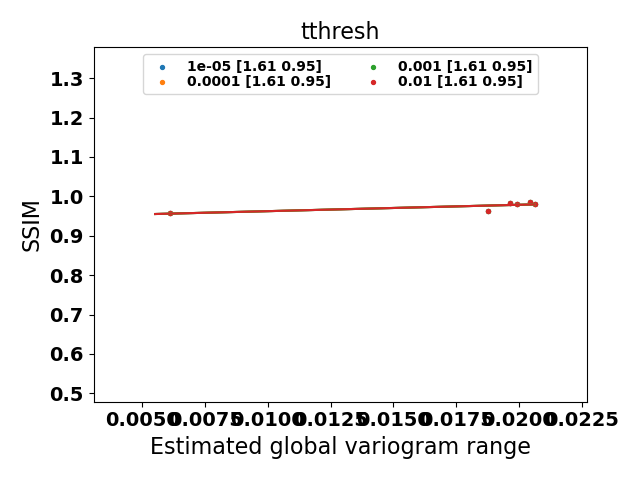 tthresh
1e-05 [1.61 0.95]
0.0001 [1.61 0.95]
0.001 [1.61 0.95]
0.01 [1.61 0.95]
1.3
1.2
1.1
1.0
0.9
0.8
0.7
0.6
0.5
SSIM
0.0050 0.0075 0.0100 0.0125 0.0150 0.0175 0.0200 0.0225
Estimated global variogram range